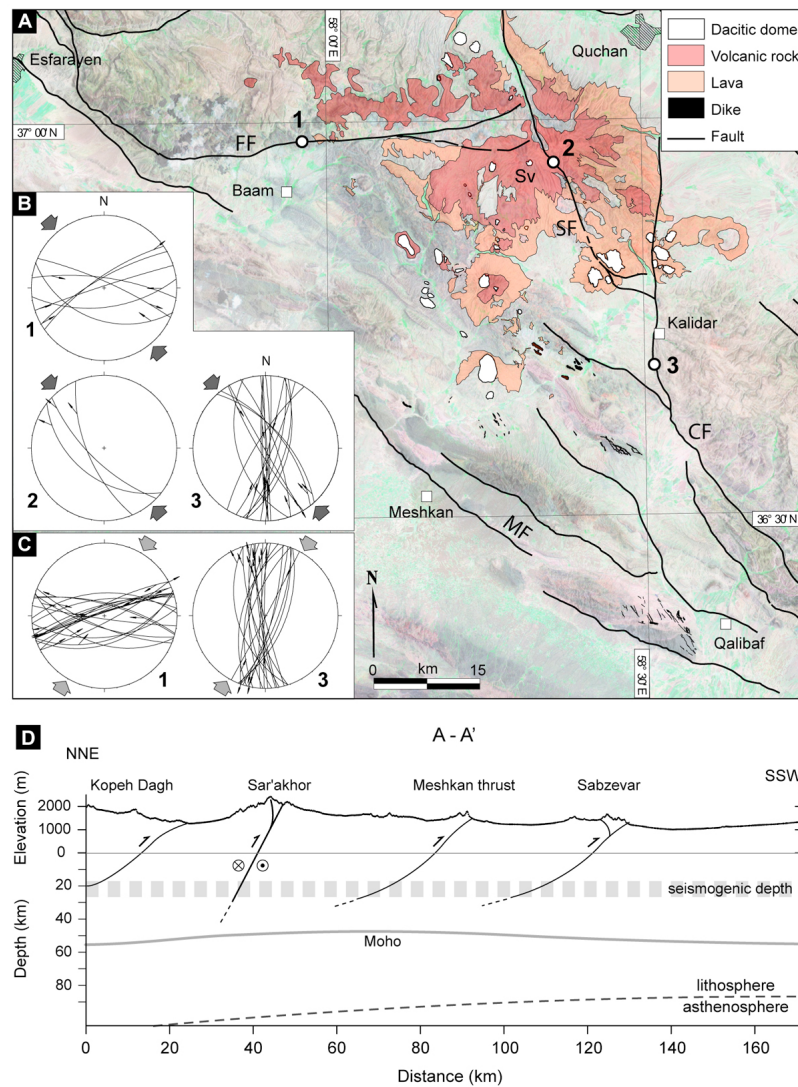 A
58° 00' E
Quchan
Esfarayen
Dacitic dome
Volcanic rock
Lava
Dike
Fault
37° 00' N
1
FF
2
Sv
Baam
SF
B
N
1
Kalidar
3
N
CF
2
3
Meshkan
MF
36° 30' N
C
N
Qalibaf
1
3
0 km 15
58° 30' E
D
A - A'
NNE
SSW
Kopeh Dagh
Sar'akhor
Meshkan thrust
Sabzevar
Elevation (m)
2000
1000
0
20
seismogenic depth
Depth (km)
40
Moho
60
80
lithosphere
asthenosphere
0 20 40 60 80 100 120 140 160
Distance (km)